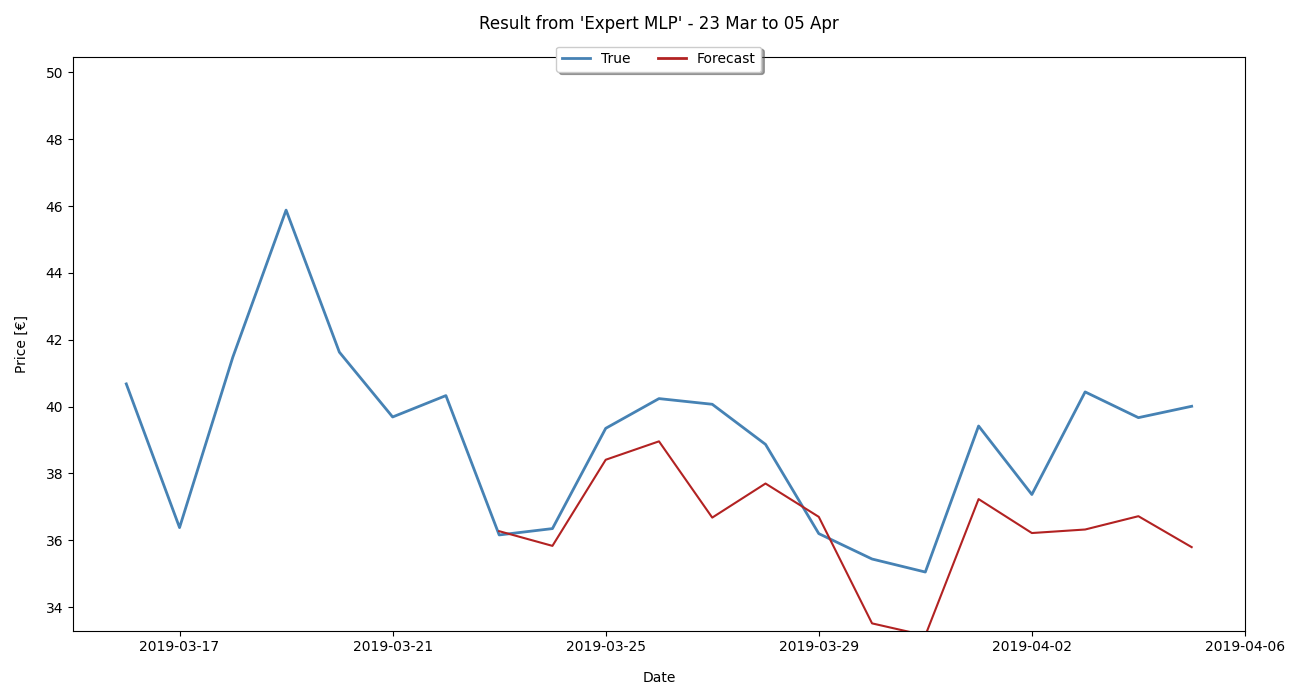 Result from 'Expert MLP' - 23 Mar to 05 Apr
True Forecast
50
48
46
44
42
40
38
36
34
Price [€]
2019-03-17 2019-03-21 2019-03-25 2019-03-29 2019-04-02 2019-04-06
Date